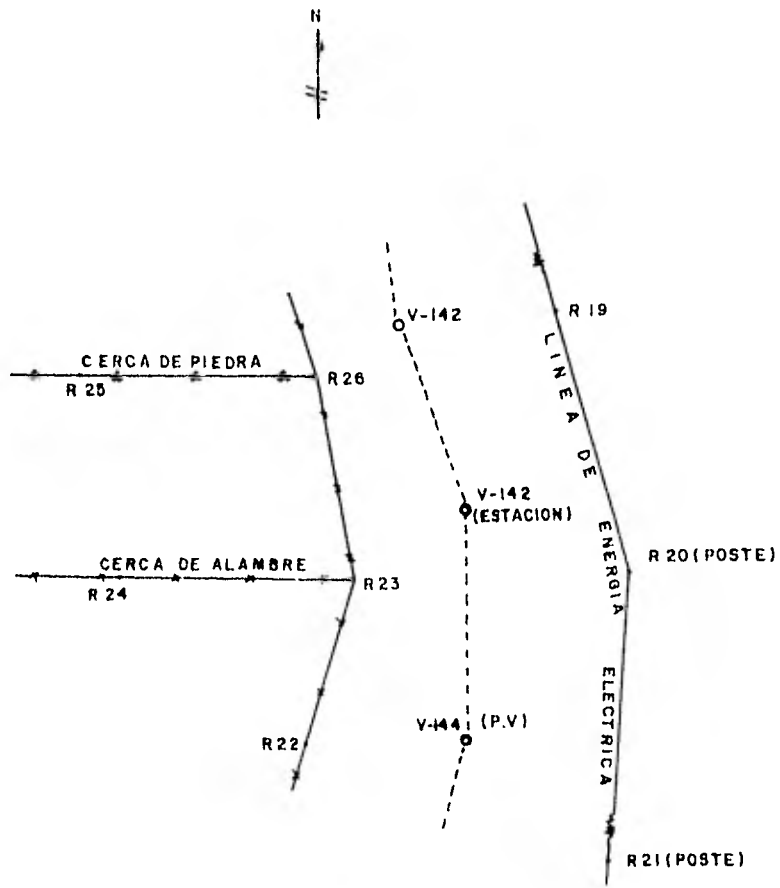 N
V-142
R 19
CERCA DE PIEDRA
R 25
R 26
LINEA DE ENERGIA ELECTRICA
V-142
(ESTACION)
R 20 (POSTE)
CERCA DE ALAMBRE
R 24
R 23
V-144 (P.V)
R 22
R 21 (POSTE)